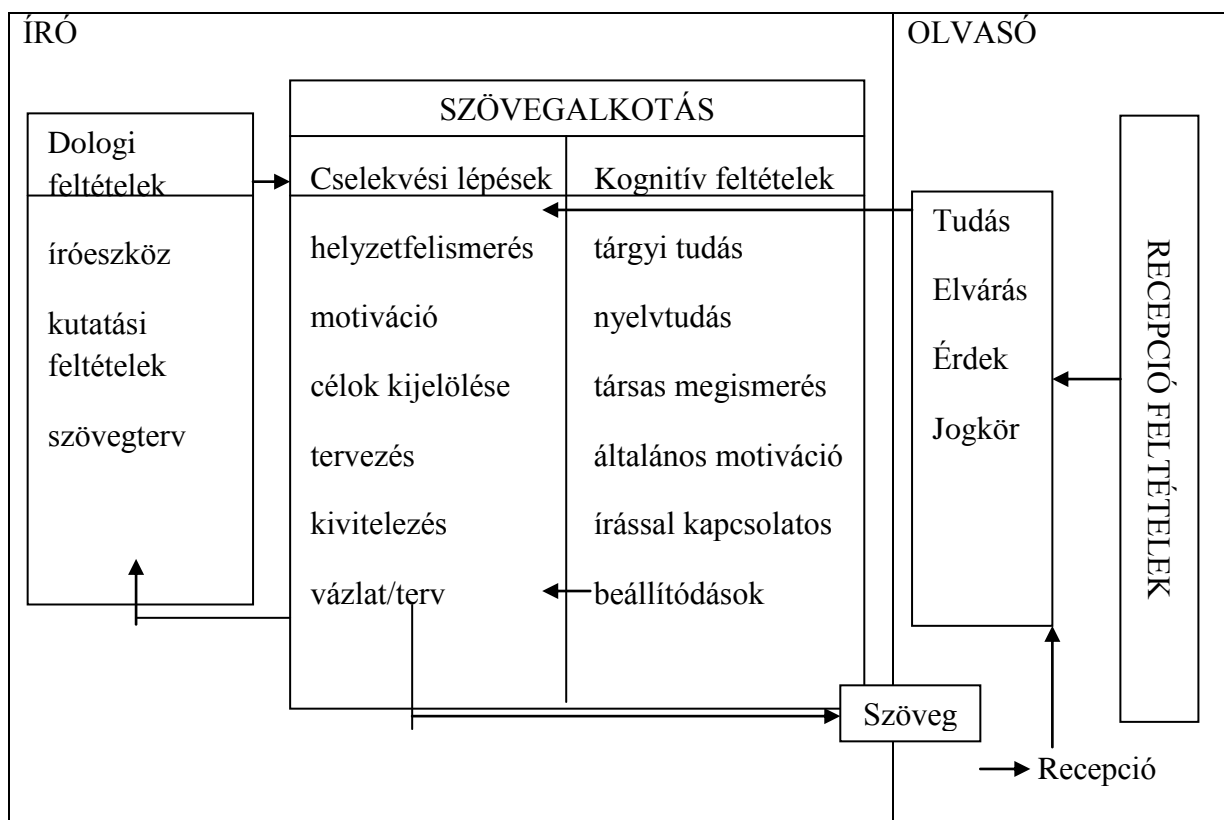 ÍRÓ
OLVASÓ
SZÖVEGALKOTÁS
Dologi
feltételek
íróeszköz
kutatási
feltételek
szövegterv
Cselekvési lépések
helyzetfelismerés
motiváció
célok kijelölése
tervezés
kivitelezés
vázlat/terv
Kognitív feltételek
tárgyi tudás
nyelvtudás
társas megismerés
általános motiváció
írással kapcsolatos
beállítódások
Tudás
Elvárás
Érdek
Jogkör
RECEPCIÓ FELTÉTELEK
Szöveg
Recepció